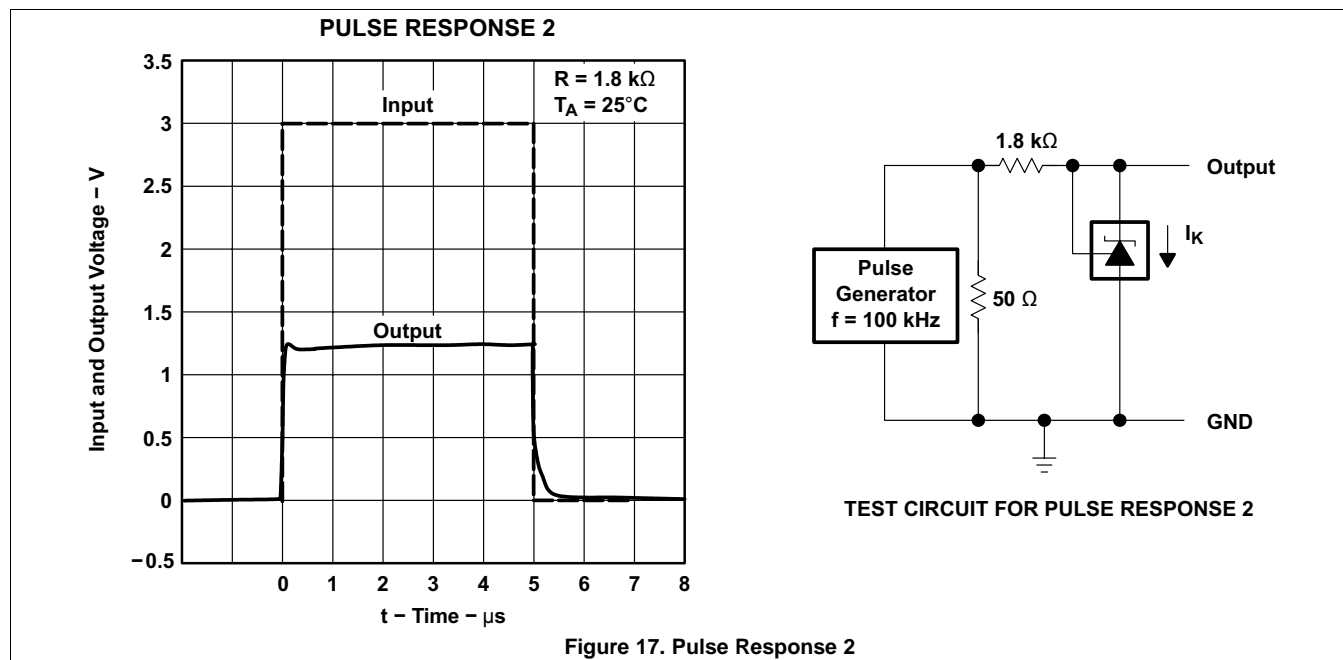 PULSE RESPONSE 2
Input and Output Voltage − V
3.5
3
2.5
2
1.5
1
0.5
0
−0.5
R = 1.8 kΩ
TA = 25°C
Input
Output
0 1 2 3 4 5 6 7 8
t − Time − μs
1.8 kΩ
Output
IK
Pulse
Generator
f = 100 kHz
50 Ω
GND
TEST CIRCUIT FOR PULSE RESPONSE 2
Figure 17. Pulse Response 2